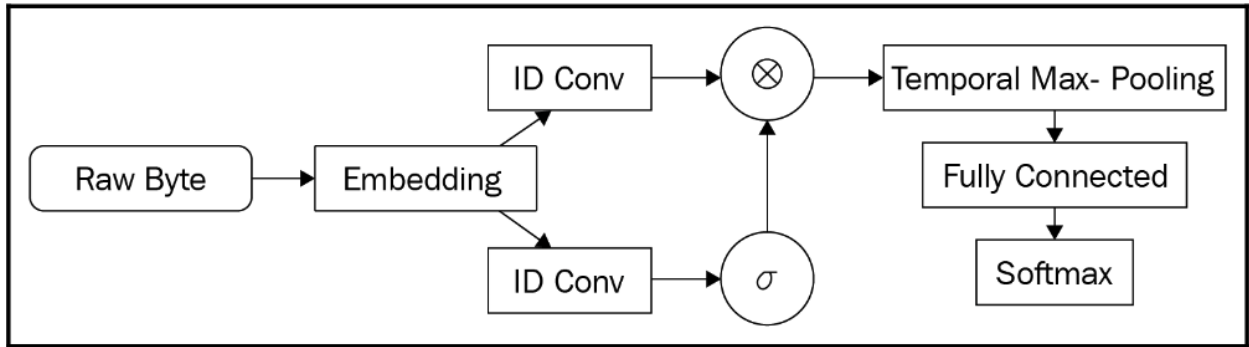 Raw Byte
Embedding
ID Conv
ID Conv
⊗
σ
Temporal Max- Pooling
Fully Connected
Softmax